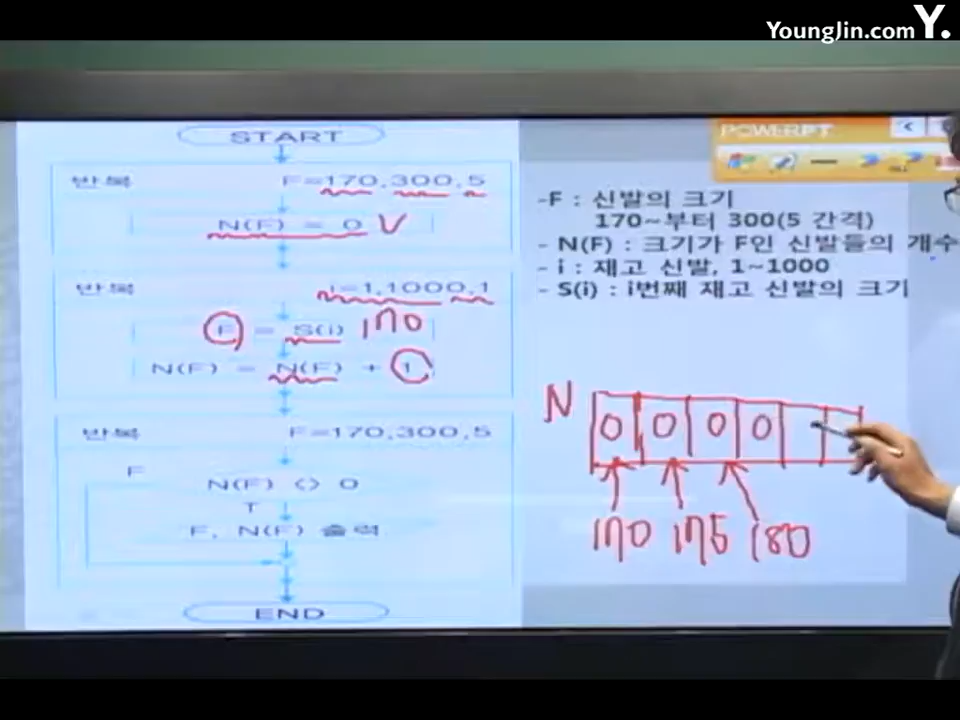 YoungJin.com Y.
START
반복 F=170,300,5
N(F) = 0 V
반복 i=1,1000,1
F = S(i) 170
N(F) = N(F) + 1
반복 F=170,300,5
F
N(F) <> 0
T
F, N(F) 출력
END
POWERPT
-F : 신발의 크기
170~부터 300(5 간격)
- N(F) : 크기가 F인 신발들의 개수
- i : 재고 신발, 1~1000
- S(i) : i번째 재고 신발의 크기
N 0 0 0 0
170 175 180